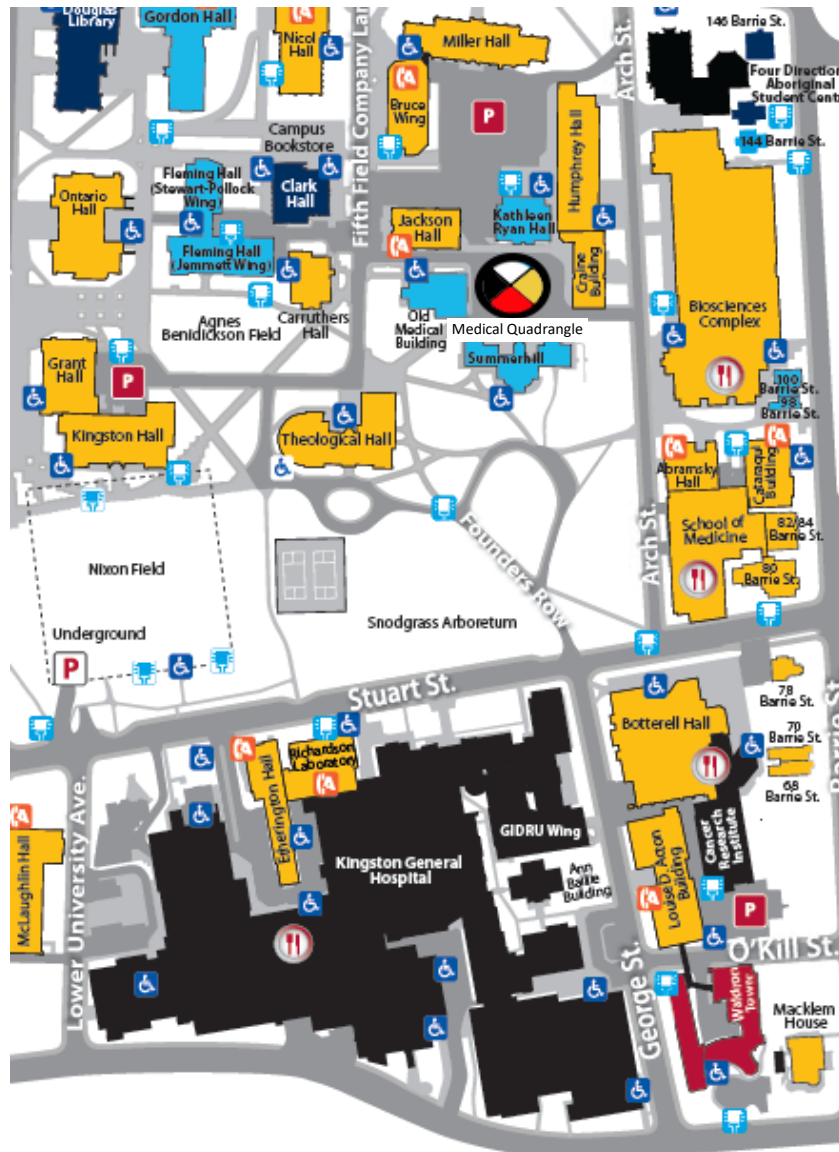 Douglas
Library
Gordon Hall
Nicol
Hall
Fifth Field Company Lan
Miller Hall
Bruce
Wing
P
Arch St.
146 Barrie St.
Four Direction
Aboriginal
Student Cent
144 Barrie St.
Campus
Bookstore
Clark
Hall
Fleming Hall
(Stewart-Pollock
Wing)
Fleming Hall
(Jemmett Wing)
Ontario
Hall
Humphrey Hall
Kathleen
Ryan Hall
Jackson
Hall
Craine
Building
Biosciences
Complex
Carruthers
Hall
Old
Medical
Building
Medical Quadrangle
Summerhill
Agnes
Benidickson Field
Grant
Hall
P
Kingston Hall
Theological Hall
100
Barrie St.
98
Barrie St.
Abramsky
Hall
Cataraqui
Building
School of
Medicine
82/84
Barrie St.
80
Barrie St.
Arch St.
Founders Row
Nixon Field
Snodgrass Arboretum
Underground
P
Stuart St.
78
Barrie St.
70
Barrie St.
68
Barrie St.
Barrie St.
Botterell Hall
Richardson
Laboratory
Etherington Hall
Kingston General
Hospital
GIDRU Wing
Ann
Baillie
Building
Cancer
Research
Institute
Louise D. Acton
Building
P
McLaughlin Hall
Lower University Ave.
O'Kill St.
George St.
Waldron
Tower
Macklem
House